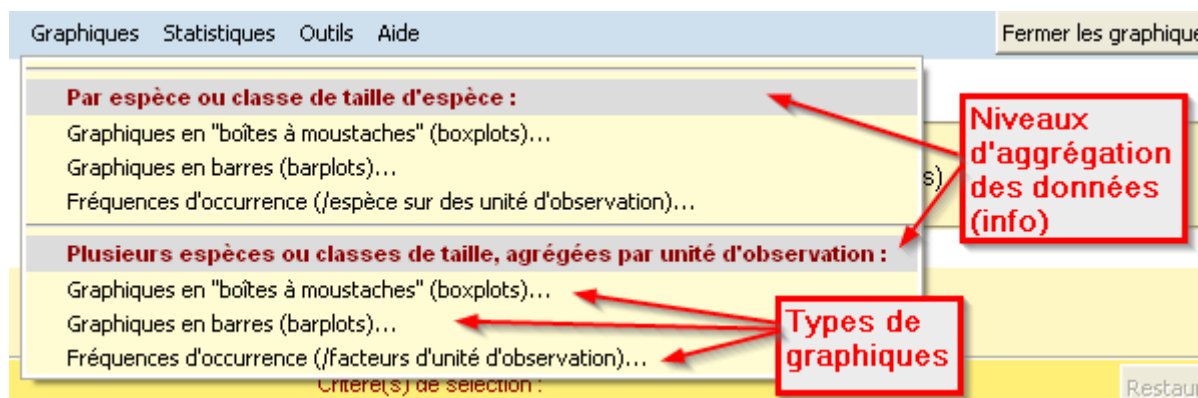 Graphiques Statistiques Outils Aide
Fermer les graphique
Par espèce ou classe de taille d'espèce :
Graphiques en "boîtes à moustaches" (boxplots)...
Graphiques en barres (barplots)...
Fréquences d'occurrence (/espèce sur des unité d'observation)...
s)
Niveaux
d'aggrégation
des données
(info)
Plusieurs espèces ou classes de taille, agrégées par unité d'observation :
Graphiques en "boîtes à moustaches" (boxplots)...
Graphiques en barres (barplots)...
Fréquences d'occurrence (/facteurs d'unité d'observation)...
Types de
graphiques
Critère(s) de sélection :
Restau